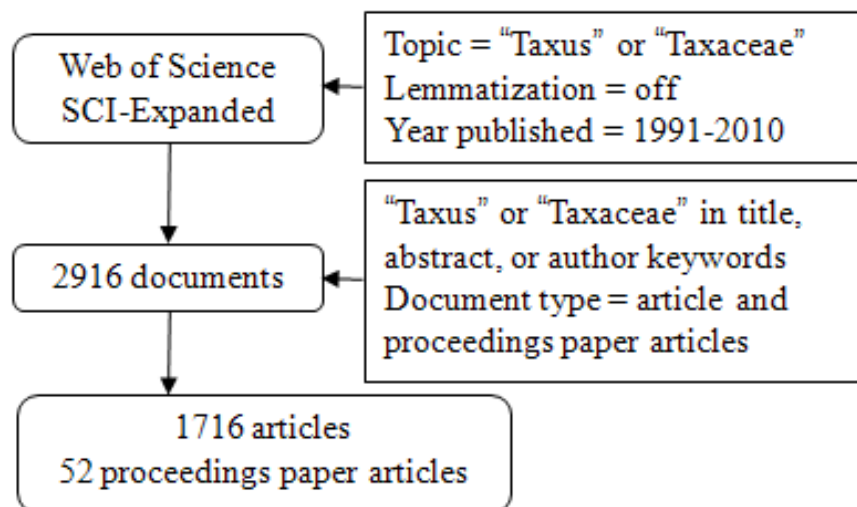 Web of Science
SCI-Expanded
Topic = “Taxus” or “Taxaceae”
Lemmatization = off
Year published = 1991-2010
2916 documents
“Taxus” or “Taxaceae” in title,
abstract, or author keywords
Document type = article and
proceedings paper articles
1716 articles
52 proceedings paper articles